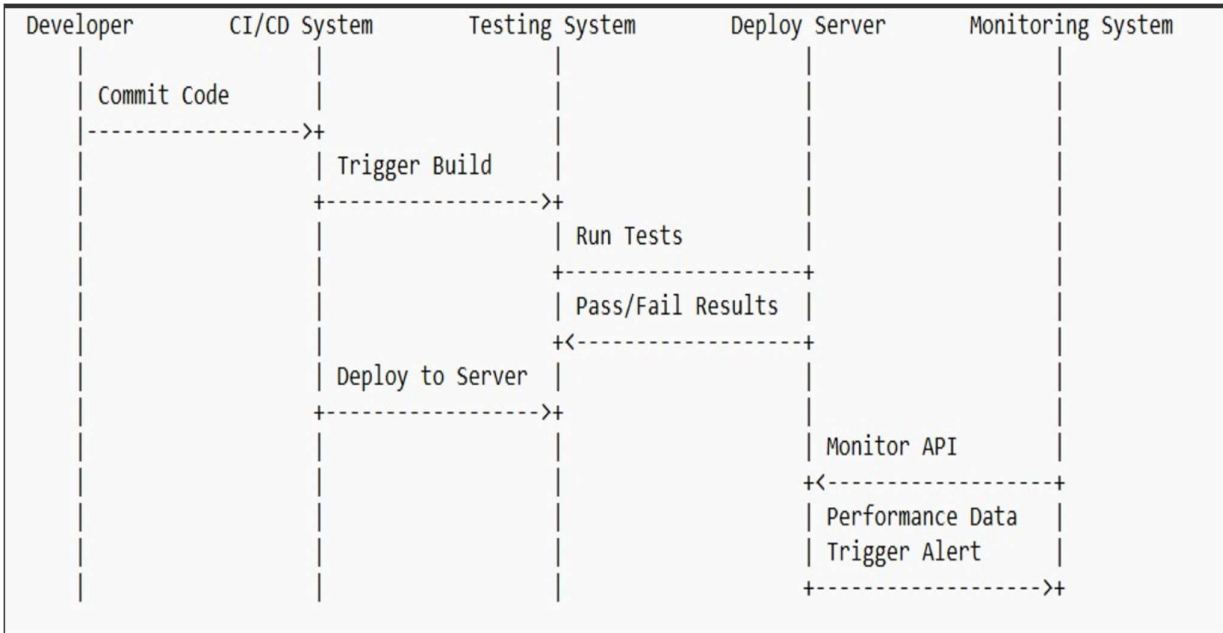 Developer CI/CD System Testing System Deploy Server Monitoring System
Commit Code
Trigger Build
Run Tests
Pass/Fail Results
Deploy to Server
Monitor API
Performance Data
Trigger Alert